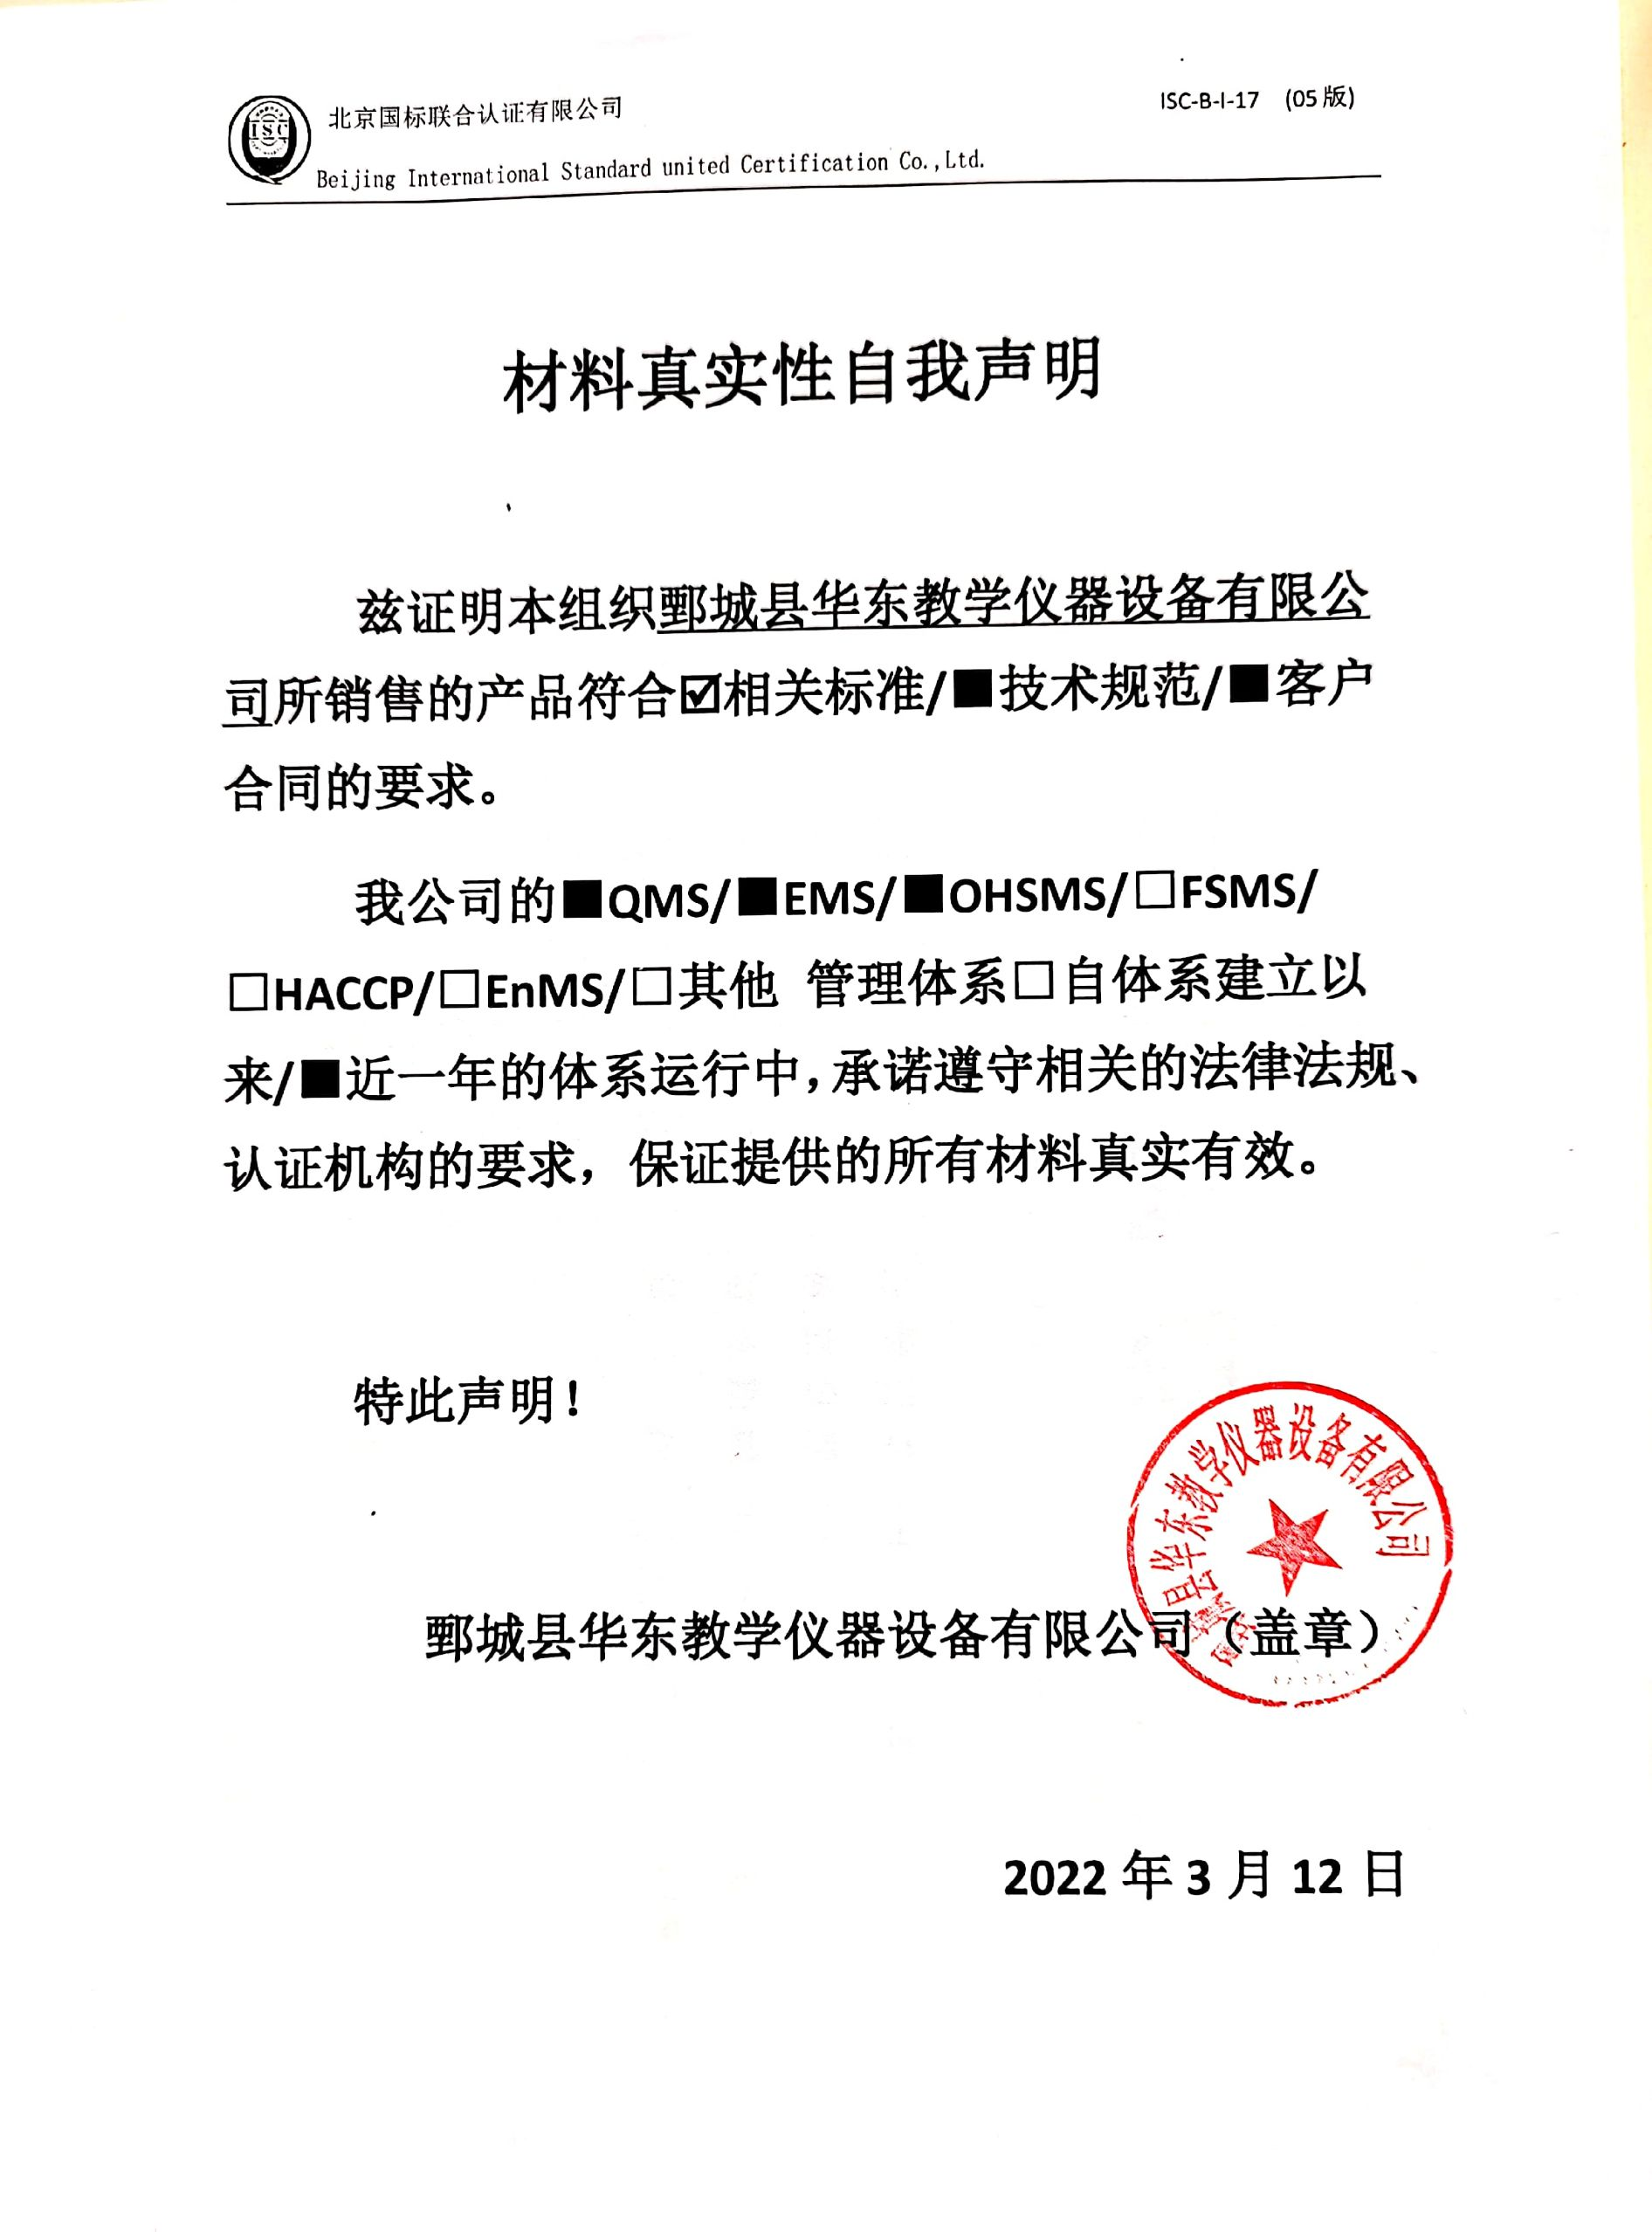 北京国标联合认证有限公司
ISC-B-I-17 (05版)
Beijing International Standard united Certification Co.,Ltd.
ISC
材料真实性自我声明
兹证明本组织鄄城县华东教学仪器设备有限公
司所销售的产品符合☑相关标准/■技术规范/■客户
合同的要求。
我公司的■QMS/■EMS/■OHSMS/□FSMS/
□HACCP/□EnMS/□其他 管理体系□自体系建立以
来/■近一年的体系运行中,承诺遵守相关的法律法规、
认证机构的要求，保证提供的所有材料真实有效。
特此声明！
鄄城县华东教学仪器设备有限公司
鄄城县华东教学仪器设备有限公司（盖章）
2022 年 3 月 12 日